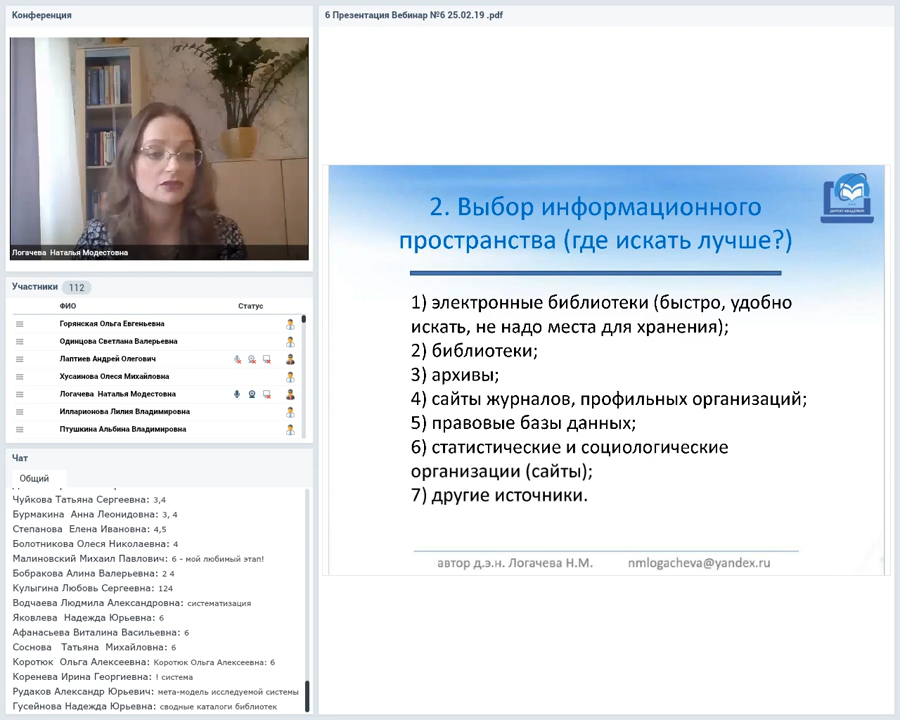 Конференция
Логачева Наталья Модестовна
Участники 112
ФИО Статус
Горянская Ольга Евгеньевна
Одинцова Светлана Валерьевна
Лаптиев Андрей Олегович
Хусаинова Олеся Михайловна
Логачева Наталья Модестовна
Илларионова Лилия Владимировна
Птушкина Альбина Владимировна
Чат
Общий
Чуйкова Татьяна Сергеевна: 3,4
Бурмакина Анна Леонидовна: 3, 4
Степанова Елена Ивановна: 4,5
Болотникова Олеся Николаевна: 4
Малиновский Михаил Павлович: 6 - мой любимый этап!
Бобракова Алина Валерьевна: 2 4
Кулыгина Любовь Сергеевна: 124
Водчаева Людмила Александровна: систематизация
Яковлева Надежда Юрьевна: 6
Афанасьева Виталина Васильевна: 6
Соснова Татьяна Михайловна: 6
Коротюк Ольга Алексеевна: Коротюк Ольга Алексеевна: 6
Коренева Ирина Георгиевна: ! система
Рудаков Александр Юрьевич: мета-модель исследуемой системы
Гусейнова Надежда Юрьевна: сводные каталоги библиотек
6 Презентация Вебинар №6 25.02.19 .pdf
2. Выбор информационного
пространства (где искать лучше?)
1) электронные библиотеки (быстро, удобно
искать, не надо места для хранения);
2) библиотеки;
3) архивы;
4) сайты журналов, профильных организаций;
5) правовые базы данных;
6) статистические и социологические
организации (сайты);
7) другие источники.
автор д.э.н. Логачева Н.М. nmlogacheva@yandex.ru